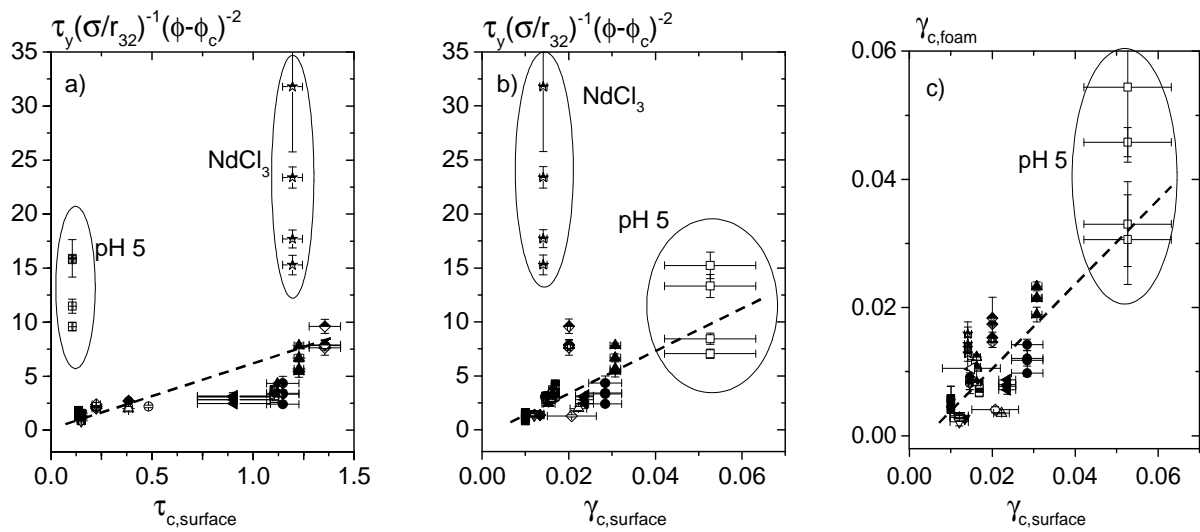 τy(σ/r32)-1(ϕ-ϕc)-2
a)
NdCl3
pH 5
35
30
25
20
15
10
5
0
0.0 0.5 1.0 1.5
τc,surface
τy(σ/r32)-1(ϕ-ϕc)-2
b)
NdCl3
pH 5
35
30
25
20
15
10
5
0
0.00 0.02 0.04 0.06
γc,surface
γc,foam
c)
pH 5
0.06
0.04
0.02
0.00
0.00 0.02 0.04 0.06
γc,surface